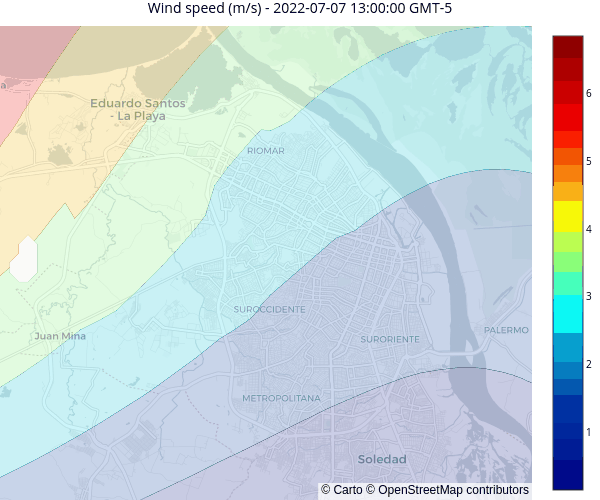 Wind speed (m/s) - 2022-07-07 13:00:00 GMT-5
a
Eduardo Santos
- La Playa
RIOMAR
SUROCCIDENTE
Juan Mina
SURORIENTE
PALERMO
METROPOLITANA
Soledad
© Carto © OpenStreetMap contributors
6
5
4
3
2
1